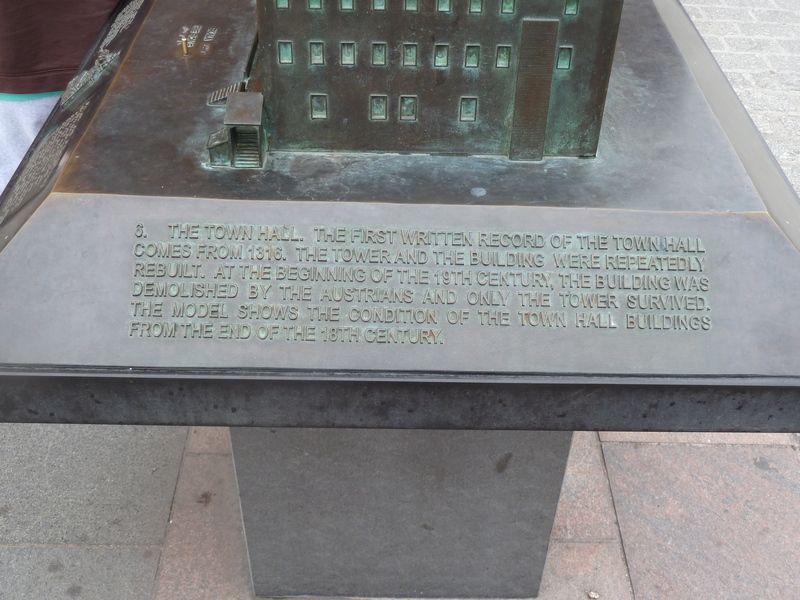 6. THE TOWN HALL. THE FIRST WRITTEN RECORD OF THE TOWN HALL
COMES FROM 1316. THE TOWER AND THE BUILDING WERE REPEATEDLY
REBUILT. AT THE BEGINNING OF THE 19TH CENTURY, THE BUILDING WAS
DEMOLISHED BY THE AUSTRIANS AND ONLY THE TOWER SURVIVED.
THE MODEL SHOWS THE CONDITION OF THE TOWN HALL BUILDINGS
FROM THE END OF THE 18TH CENTURY.